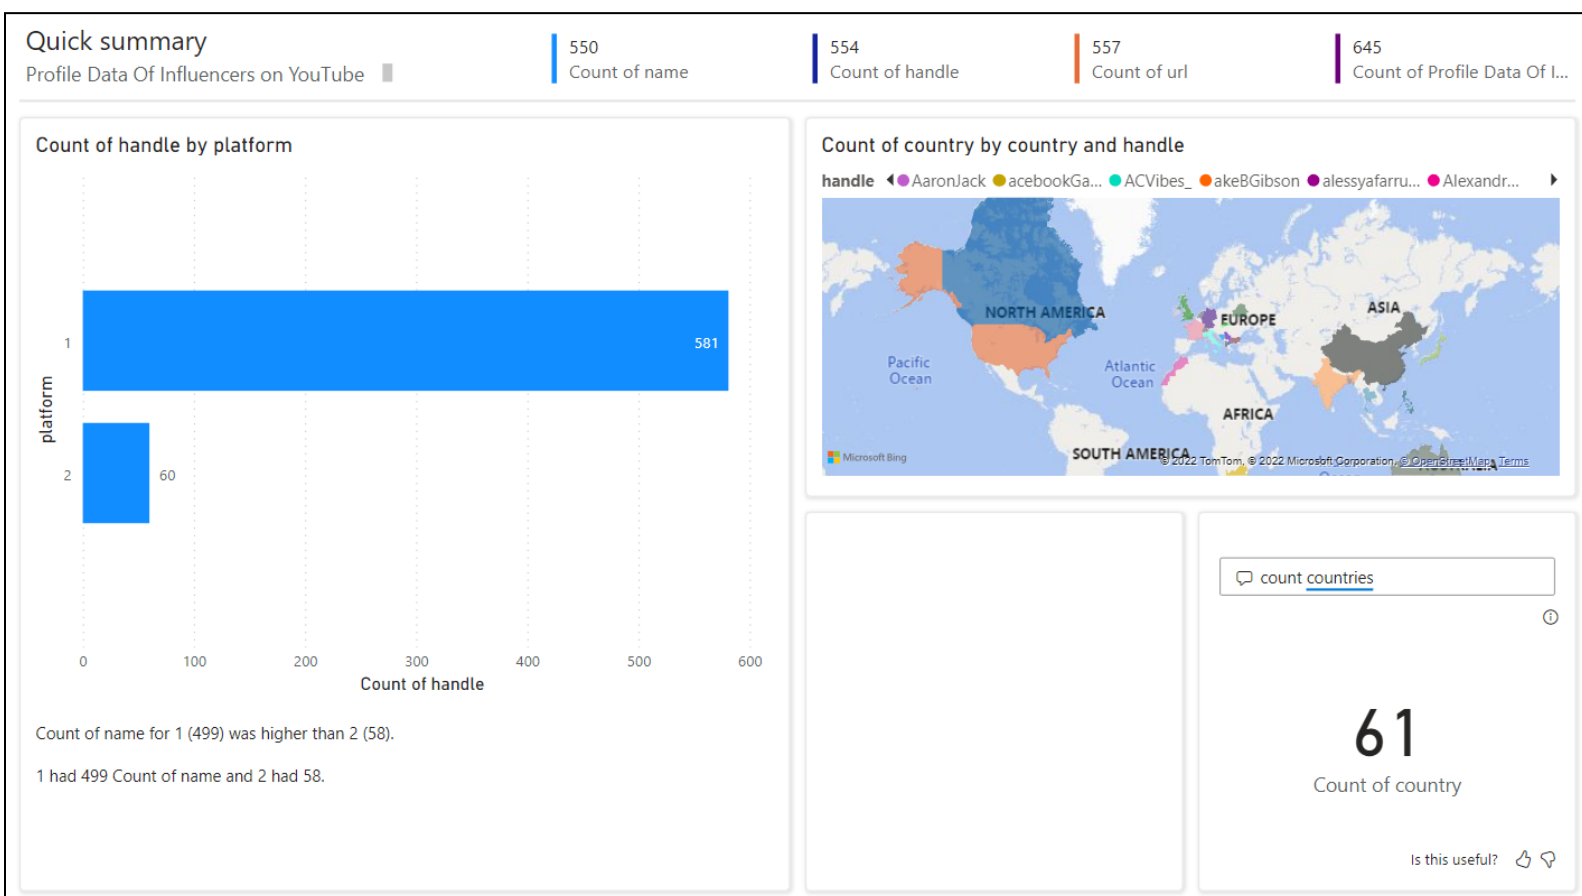 Quick summary
Profile Data Of Influencers on YouTube
550
Count of name
554
Count of handle
557
Count of url
645
Count of Profile Data Of I...
Count of handle by platform
platform
1
581
2
60
0 100 200 300 400 500 600
Count of handle
Count of name for 1 (499) was higher than 2 (58).
1 had 499 Count of name and 2 had 58.
Count of country by country and handle
handle AaronJack acebookGa... ACVibes_ akeBGibson alessyafarru... Alexandr...
NORTH AMERICA
EUROPE
ASIA
Pacific
Ocean
Atlantic
Ocean
AFRICA
SOUTH AMERICA
Microsoft Bing
© 2022 TomTom, © 2022 Microsoft Corporation, © OpenStreetMap Terms
count countries
61
Count of country
Is this useful?